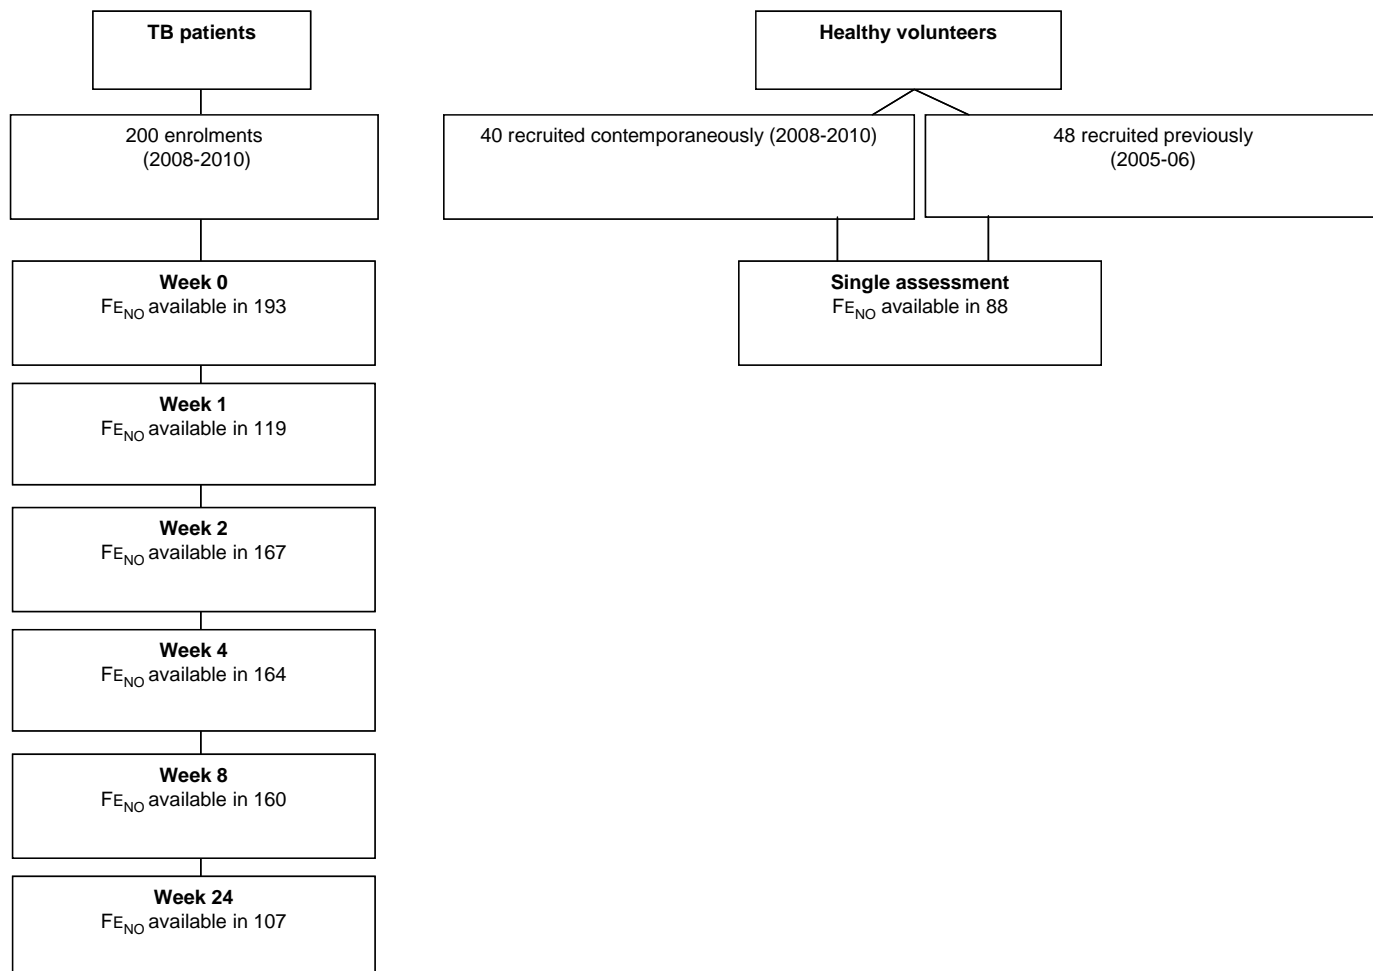 TB patients
200 enrolments
(2008-2010)
Week 0
FENO available in 193
Week 1
FENO available in 119
Week 2
FENO available in 167
Week 4
FENO available in 164
Week 8
FENO available in 160
Week 24
FENO available in 107
Healthy volunteers
40 recruited contemporaneously (2008-2010)
48 recruited previously
(2005-06)
Single assessment
FENO available in 88